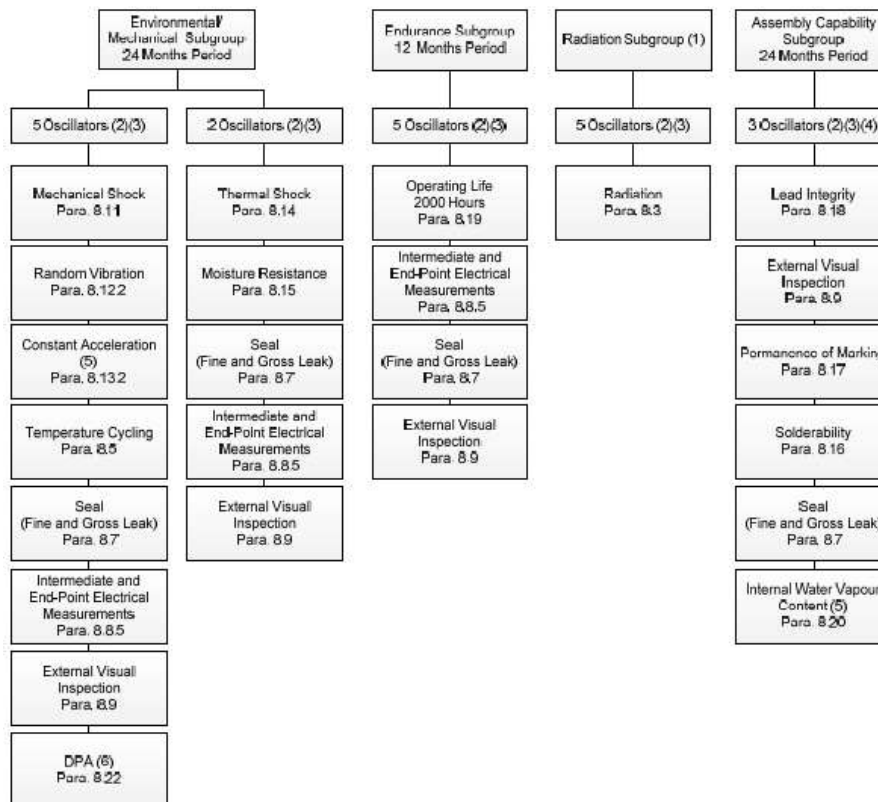 Environmental/
Mechanical Subgroup
24 Months Period
Endurance Subgroup
12 Months Period
Radiation Subgroup (1)
Assembly Capability
Subgroup
24 Months Period
5 Oscillators (2)(3)
2 Oscillators (2)(3)
5 Oscillators (2)(3)
5 Oscillators (2)(3)
3 Oscillators (2)(3)(4)
Mechanical Shock
Para. 8.11
Random Vibration
Para. 8.12.2
Constant Acceleration
(5)
Para. 8.13.2
Temperature Cycling
Para. 8.5
Seal
(Fine and Gross Leak)
Para. 8.7
Intermediate and
End-Point Electrical
Measurements
Para. 8.8.5
External Visual
Inspection
Para. 8.9
DPA (6)
Para. 8.22
Thermal Shock
Para. 8.14
Moisture Resistance
Para. 8.15
Seal
(Fine and Gross Leak)
Para. 8.7
Intermediate and
End-Point Electrical
Measurements
Para. 8.8.5
External Visual
Inspection
Para. 8.9
Operating Life
2000 Hours
Para. 8.19
Intermediate and
End-Point Electrical
Measurements
Para. 8.8.5
Seal
(Fine and Gross Leak)
Para. 8.7
External Visual
Inspection
Para. 8.9
Radiation
Para. 8.3
Lead Integrity
Para. 8.18
External Visual
Inspection
Para. 8.9
Permanence of Marking
Para. 8.17
Solderability
Para. 8.16
Seal
(Fine and Gross Leak)
Para. 8.7
Internal Water Vapour
Content (5)
Para. 8.20